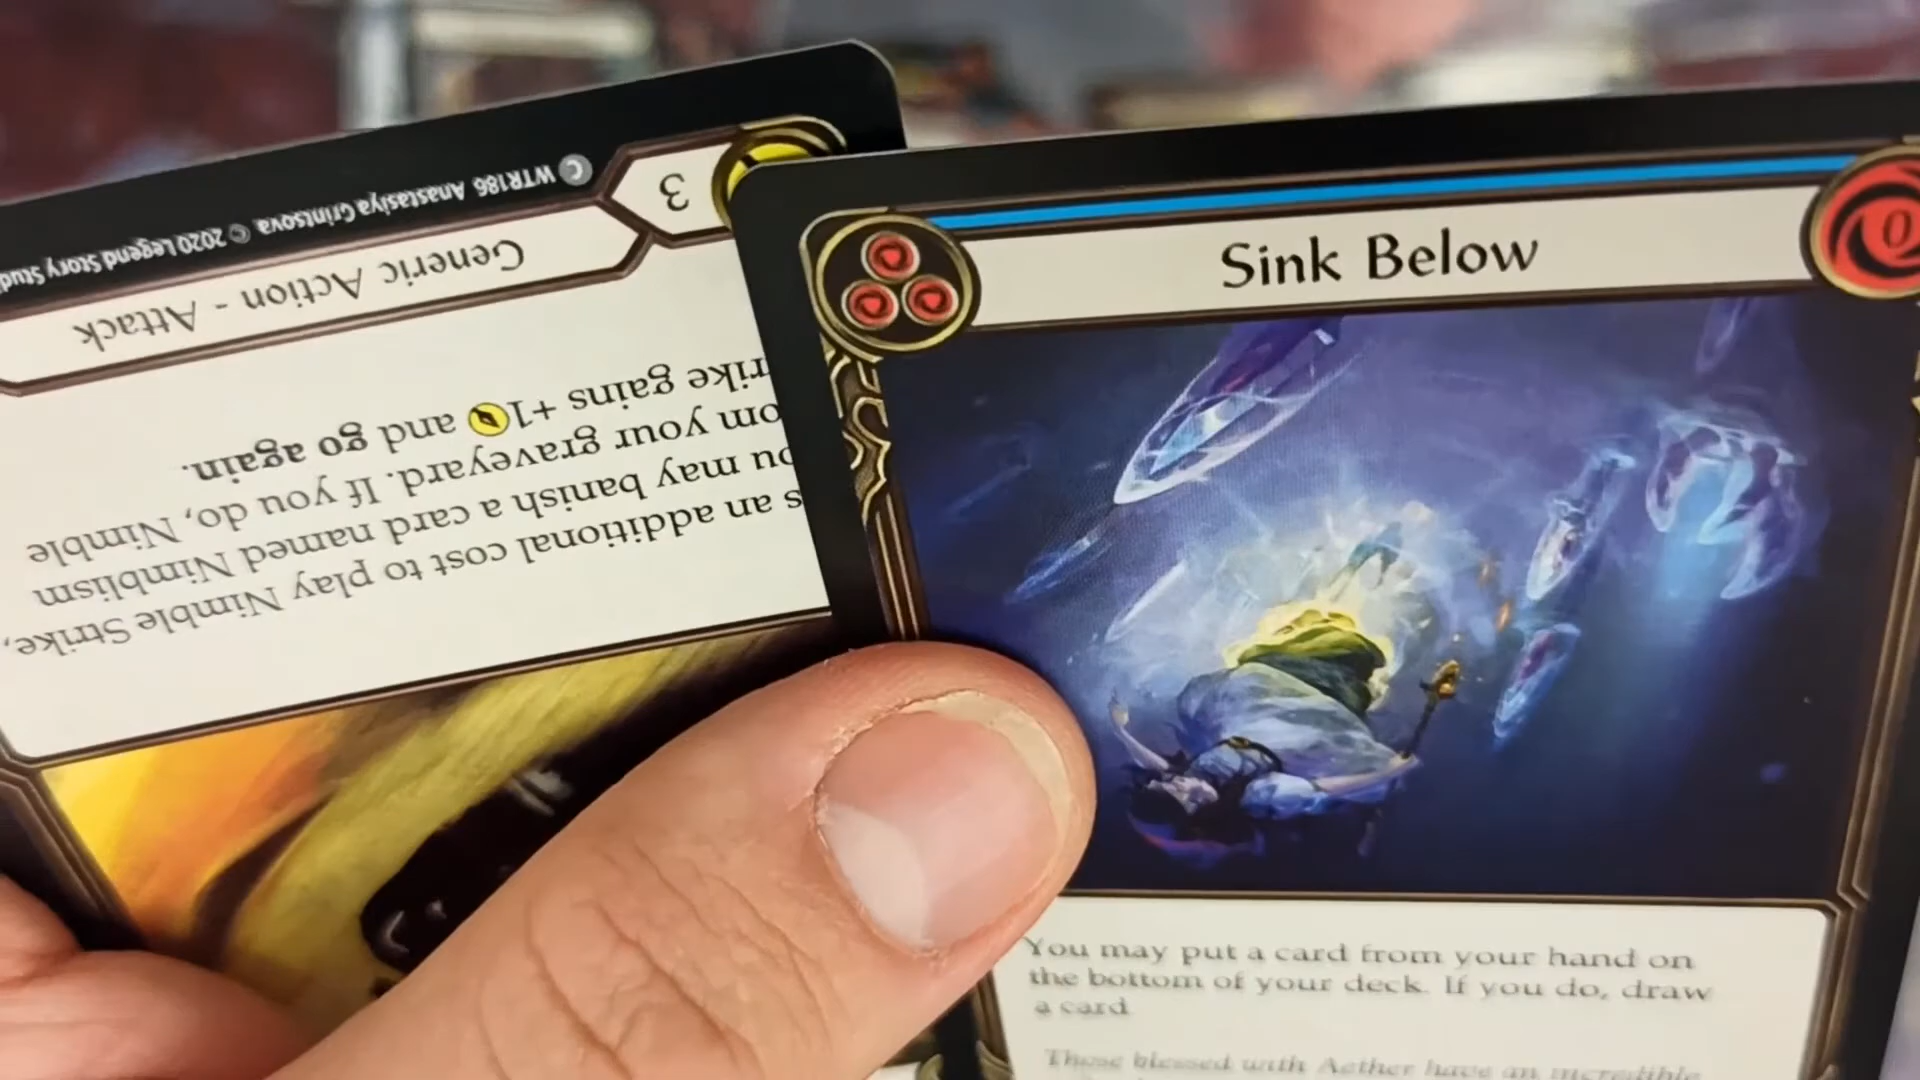 Sink Below
0
You may put a card from your hand on
the bottom of your deck. If you do, draw
a card
Those blessed with Aether have an incredible
s an additional cost to play Nimble Strike,
ou may banish a card named Nimblism
om your graveyard. If you do, Nimble
rike gains +1 and go again.
Generic Action - Attack
3
C WTR186 Anastasiya Grintsova © 2020 Legend Story Stud